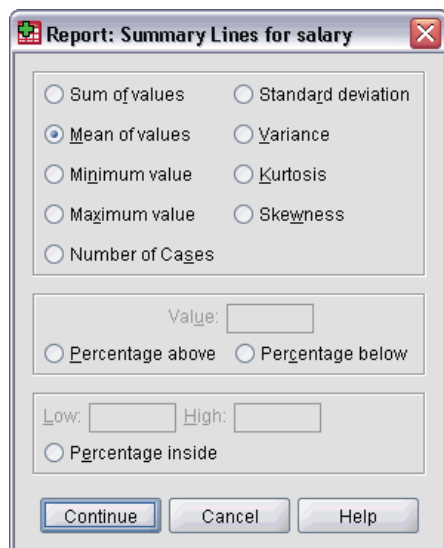 Report: Summary Lines for salary
Sum of values
Standard deviation
Mean of values
Variance
Minimum value
Kurtosis
Maximum value
Skewness
Number of Cases
Value:
Percentage above
Percentage below
Low:
High:
Percentage inside
Continue
Cancel
Help